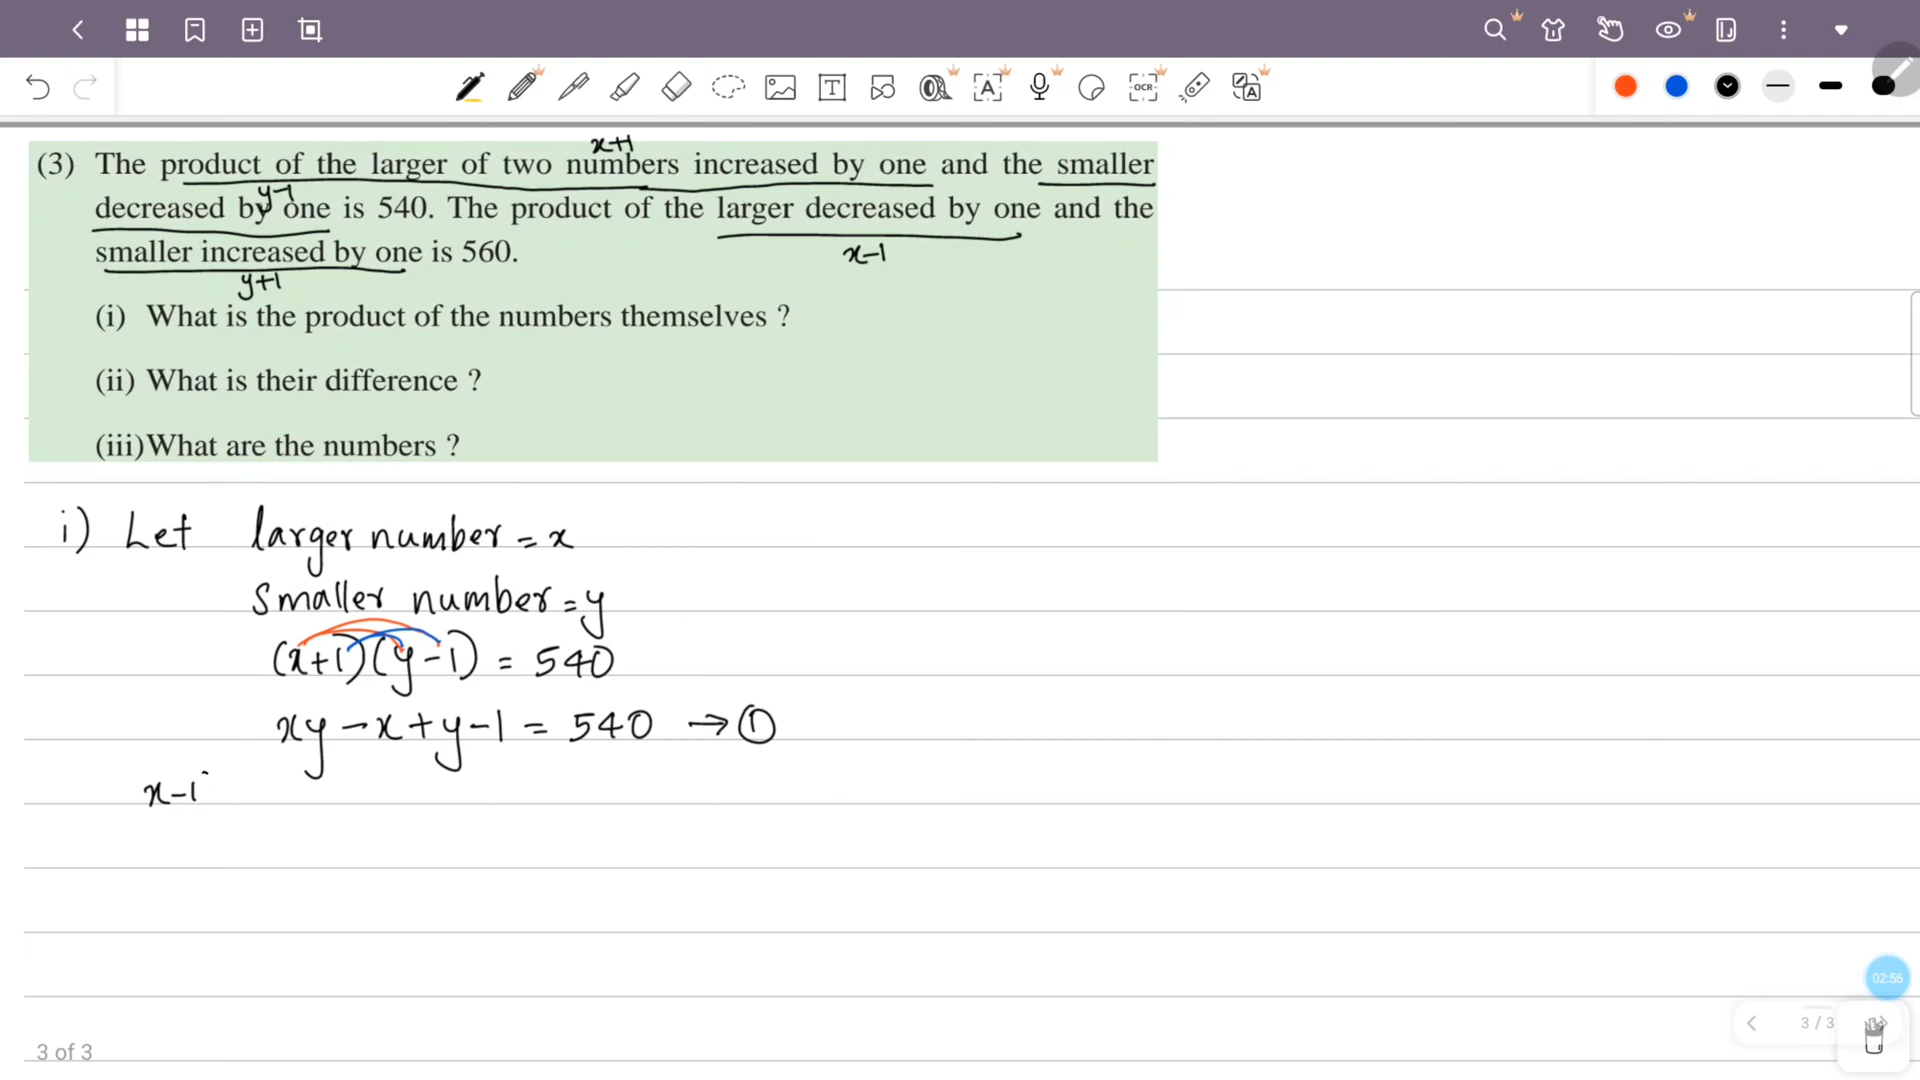 x+1
(3) The product of the larger of two numbers increased by one and the smaller
y-1
decreased by one is 540. The product of the larger decreased by one and the
smaller increased by one is 560.
x-1
y+1
(i) What is the product of the numbers themselves ?
(ii) What is their difference ?
(iii) What are the numbers ?
i) Let larger number = x
Smaller number = y
(x+1)(y-1) = 540
xy-x+y-1 = 540 → ①
x-1
02:56
3 / 3
3 of 3
T
A
OCR
A